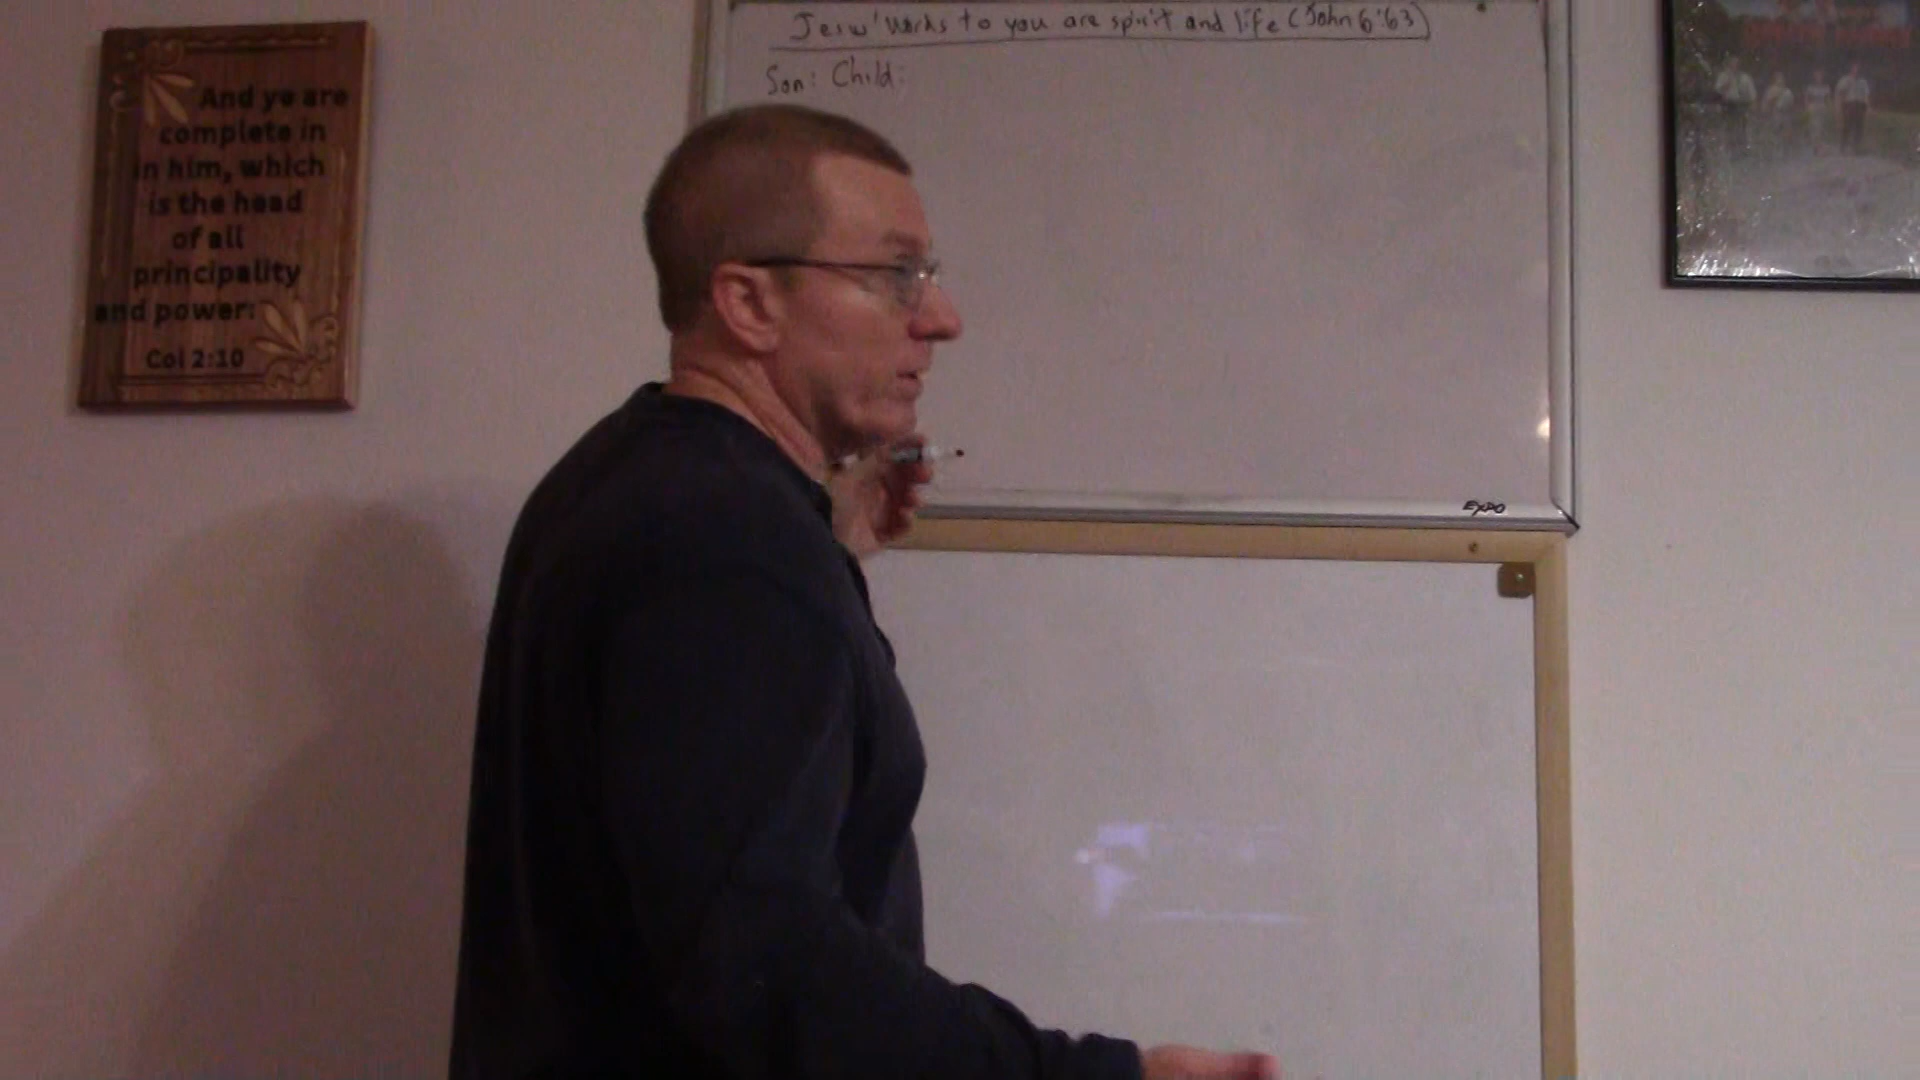 And ye are
complete in
in him, which
is the head
of all
principality
and power:
Col 2:10
Jesus' words to you are spirit and life (John 6:63)
Son: Child:
EXPO